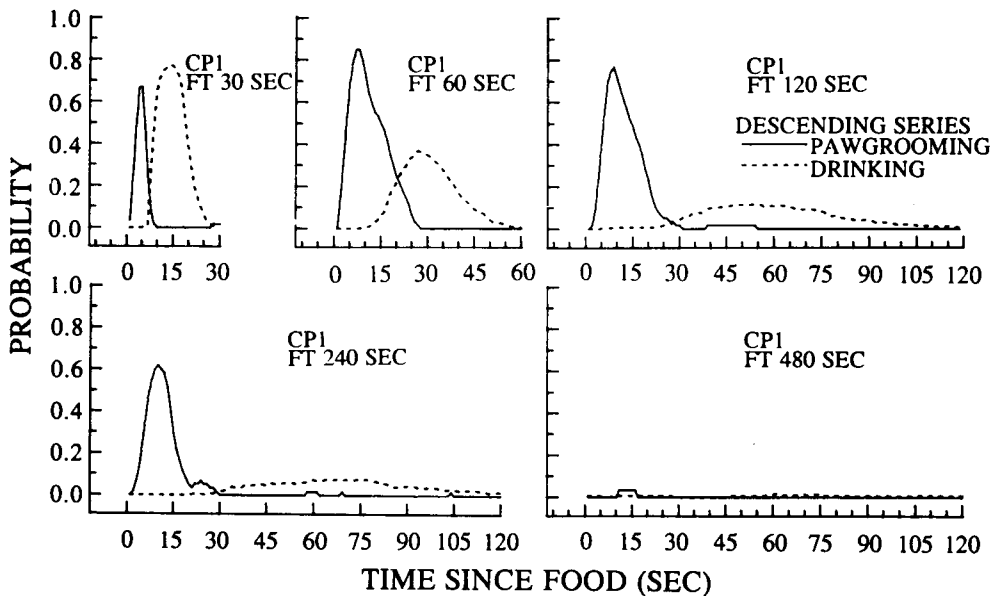 PROBABILITY
1.0
0.8
0.6
0.4
0.2
0.0
CP1
FT 30 SEC
0 15 30
CP1
FT 60 SEC
0 15 30 45 60
CP1
FT 120 SEC
DESCENDING SERIES
PAWGROOMING
DRINKING
0 15 30 45 60 75 90 105 120
1.0
0.8
0.6
0.4
0.2
0.0
CP1
FT 240 SEC
0 15 30 45 60 75 90 105 120
CP1
FT 480 SEC
0 15 30 45 60 75 90 105 120
TIME SINCE FOOD (SEC)